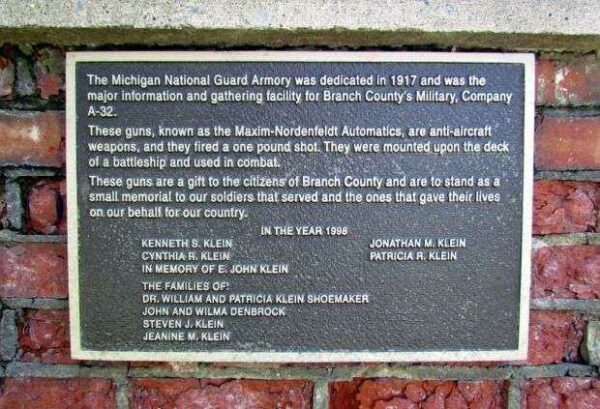 The Michigan National Guard Armory was dedicated in 1917 and was the
major information and gathering facility for Branch County's Military, Company
A-32.
These guns, known as the Maxim-Nordenfeldt Automatics, are anti-aircraft
weapons, and they fired a one pound shot. They were mounted upon the deck
of a battleship and used in combat.
These guns are a gift to the citizens of Branch County and are to stand as a
small memorial to our soldiers that served and the ones that gave their lives
on our behalf for our country.
IN THE YEAR 1998
KENNETH S. KLEIN
CYNTHIA R. KLEIN
IN MEMORY OF E. JOHN KLEIN
JONATHAN M. KLEIN
PATRICIA R. KLEIN
THE FAMILIES OF:
DR. WILLIAM AND PATRICIA KLEIN SHOEMAKER
JOHN AND WILMA DENBROCK
STEVEN J. KLEIN
JEANINE M. KLEIN